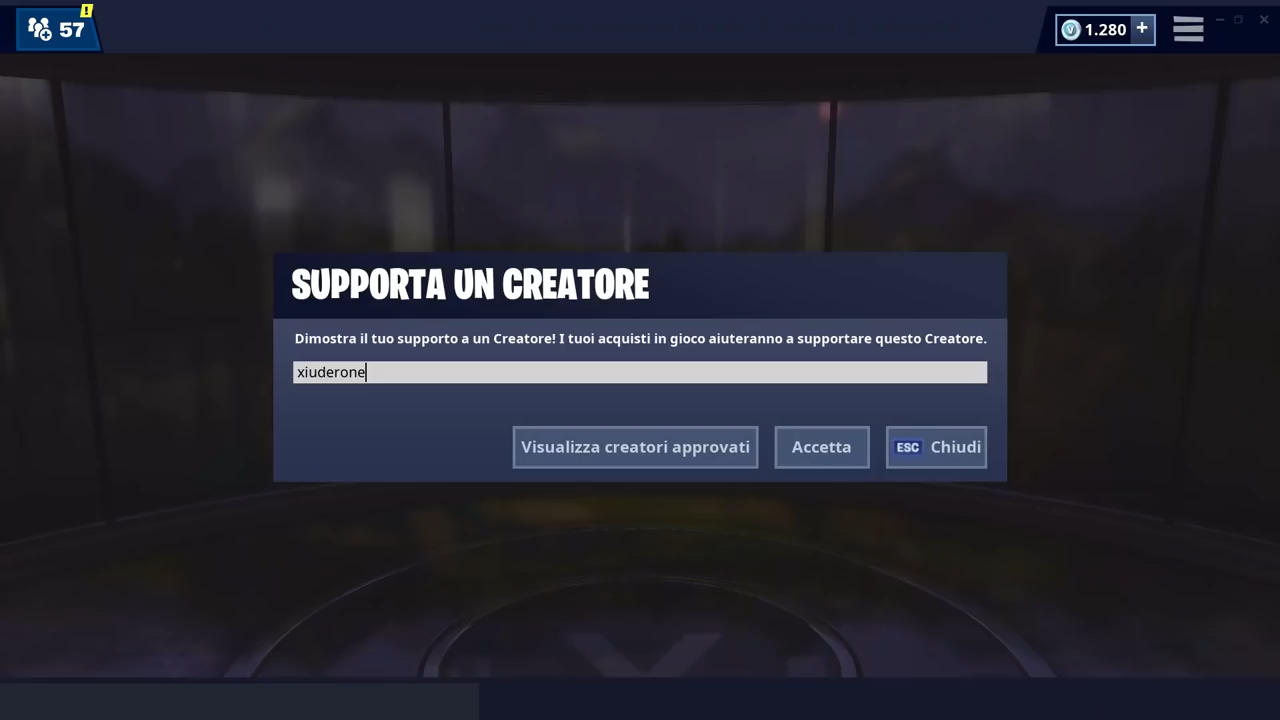 57
!
1.280 +
SUPPORTA UN CREATORE
Dimostra il tuo supporto a un Creatore! I tuoi acquisti in gioco aiuteranno a supportare questo Creatore.
xiuderone
Visualizza creatori approvati
Accetta
ESC Chiudi